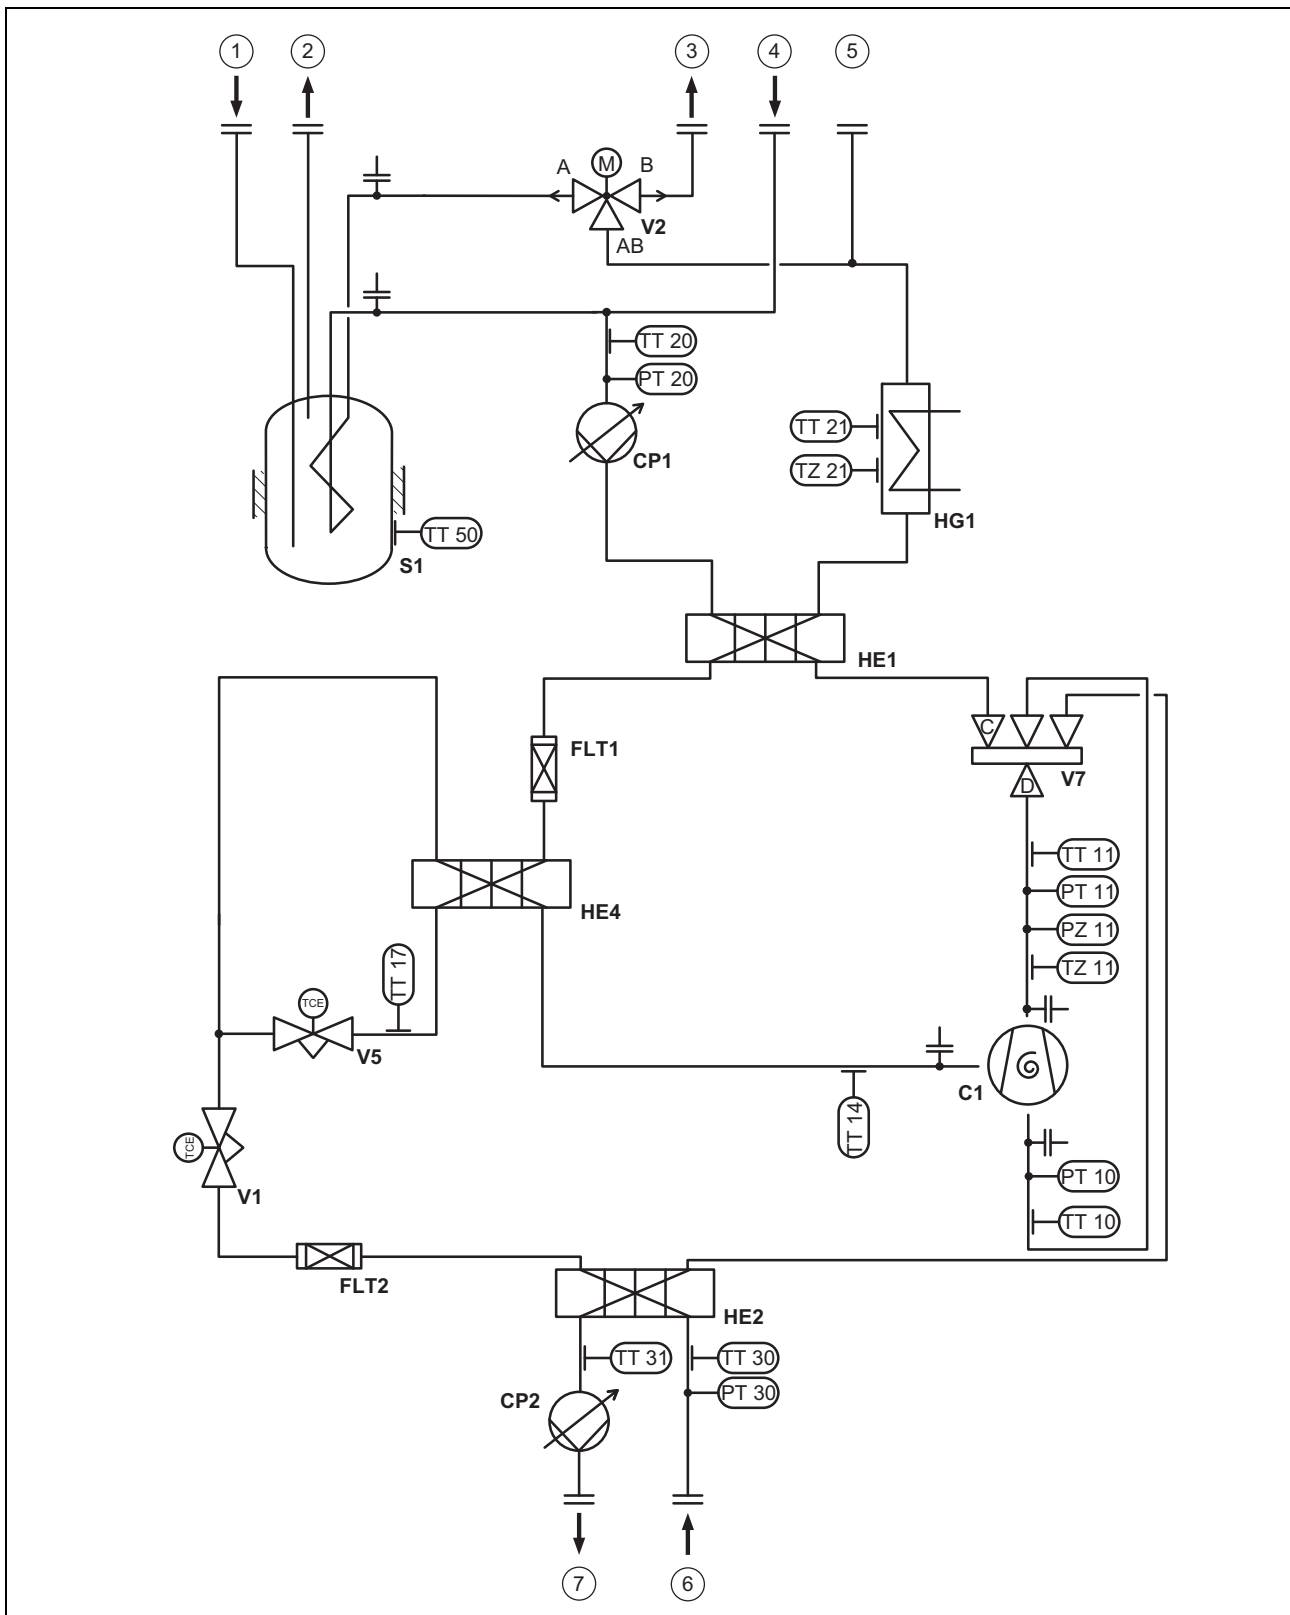 1
2
3
4
5
A
M
B
V2
AB
TT 20
PT 20
CP1
TT 21
TZ 21
HG1
TT 50
S1
HE1
C
V7
D
FLT1
TT 11
PT 11
PZ 11
TZ 11
HE4
TT 17
TCE
V5
C1
TT 14
TCE
V1
PT 10
TT 10
FLT2
HE2
TT 31
TT 30
PT 30
CP2
7
6